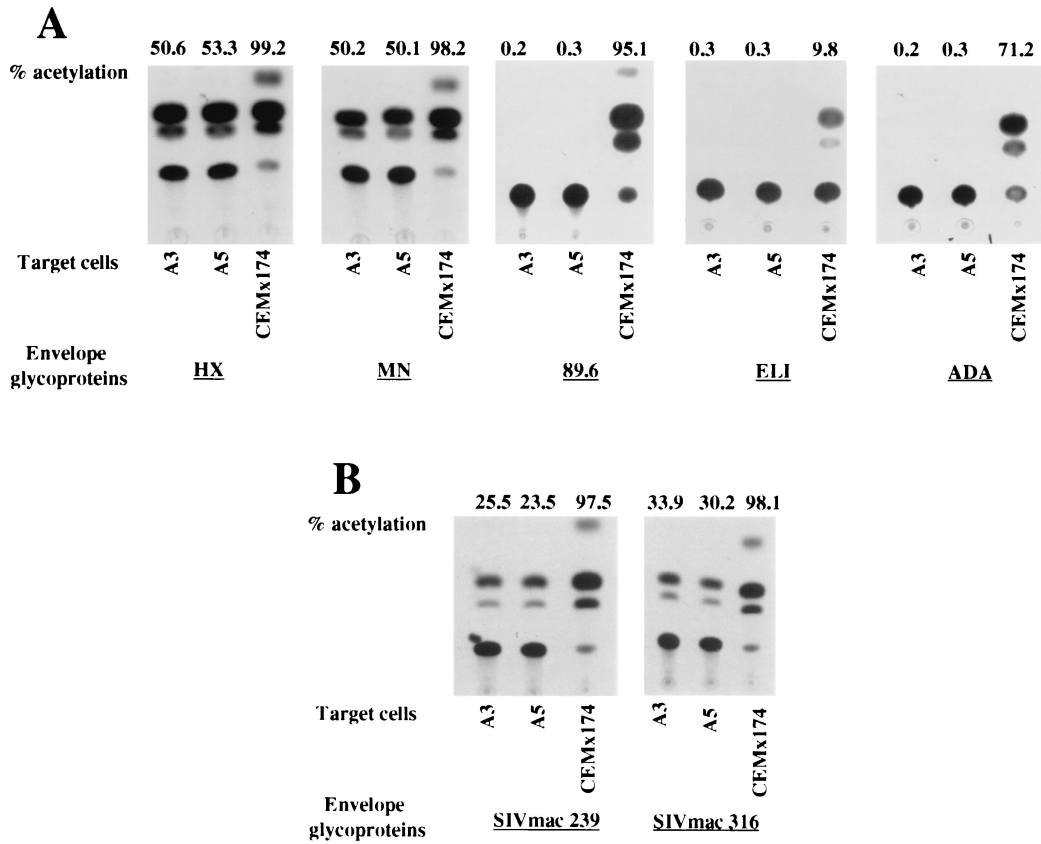 A
% acetylation
50.6 53.3 99.2
50.2 50.1 98.2
0.2 0.3 95.1
0.3 0.3 9.8
0.2 0.3 71.2
Target cells
A3 A5 CEMx174
A3 A5 CEMx174
A3 A5 CEMx174
A3 A5 CEMx174
A3 A5 CEMx174
Envelope
glycoproteins
HX MN 89.6 ELI ADA
B
% acetylation
25.5 23.5 97.5
33.9 30.2 98.1
Target cells
A3 A5 CEMx174
A3 A5 CEMx174
Envelope
glycoproteins
SIVmac 239 SIVmac 316